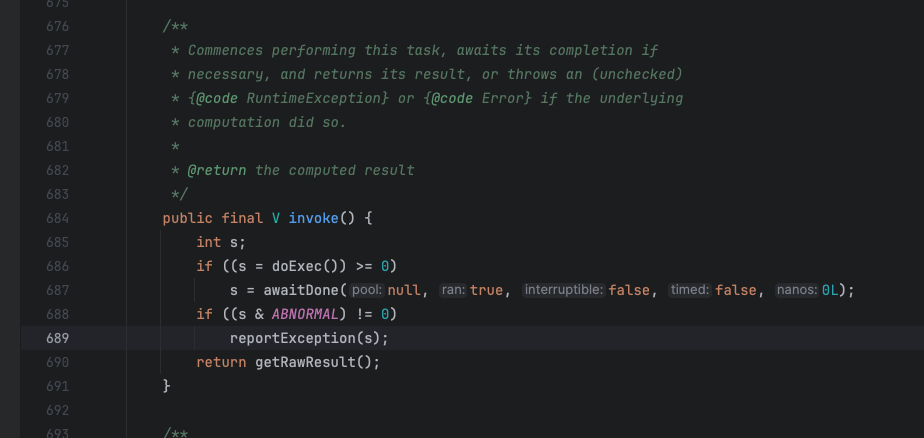 675
676 /**
677 * Commences performing this task, awaits its completion if
678 * necessary, and returns its result, or throws an (unchecked)
679 * {@code RuntimeException} or {@code Error} if the underlying
680 * computation did so.
681 *
682 * @return the computed result
683 */
684 public final V invoke() {
685 int s;
686 if ((s = doExec()) >= 0)
687 s = awaitDone( pool: null, ran: true, interruptible: false, timed: false, nanos: 0L);
688 if ((s & ABNORMAL) != 0)
689 reportException(s);
690 return getRawResult();
691 }
692
693 /**